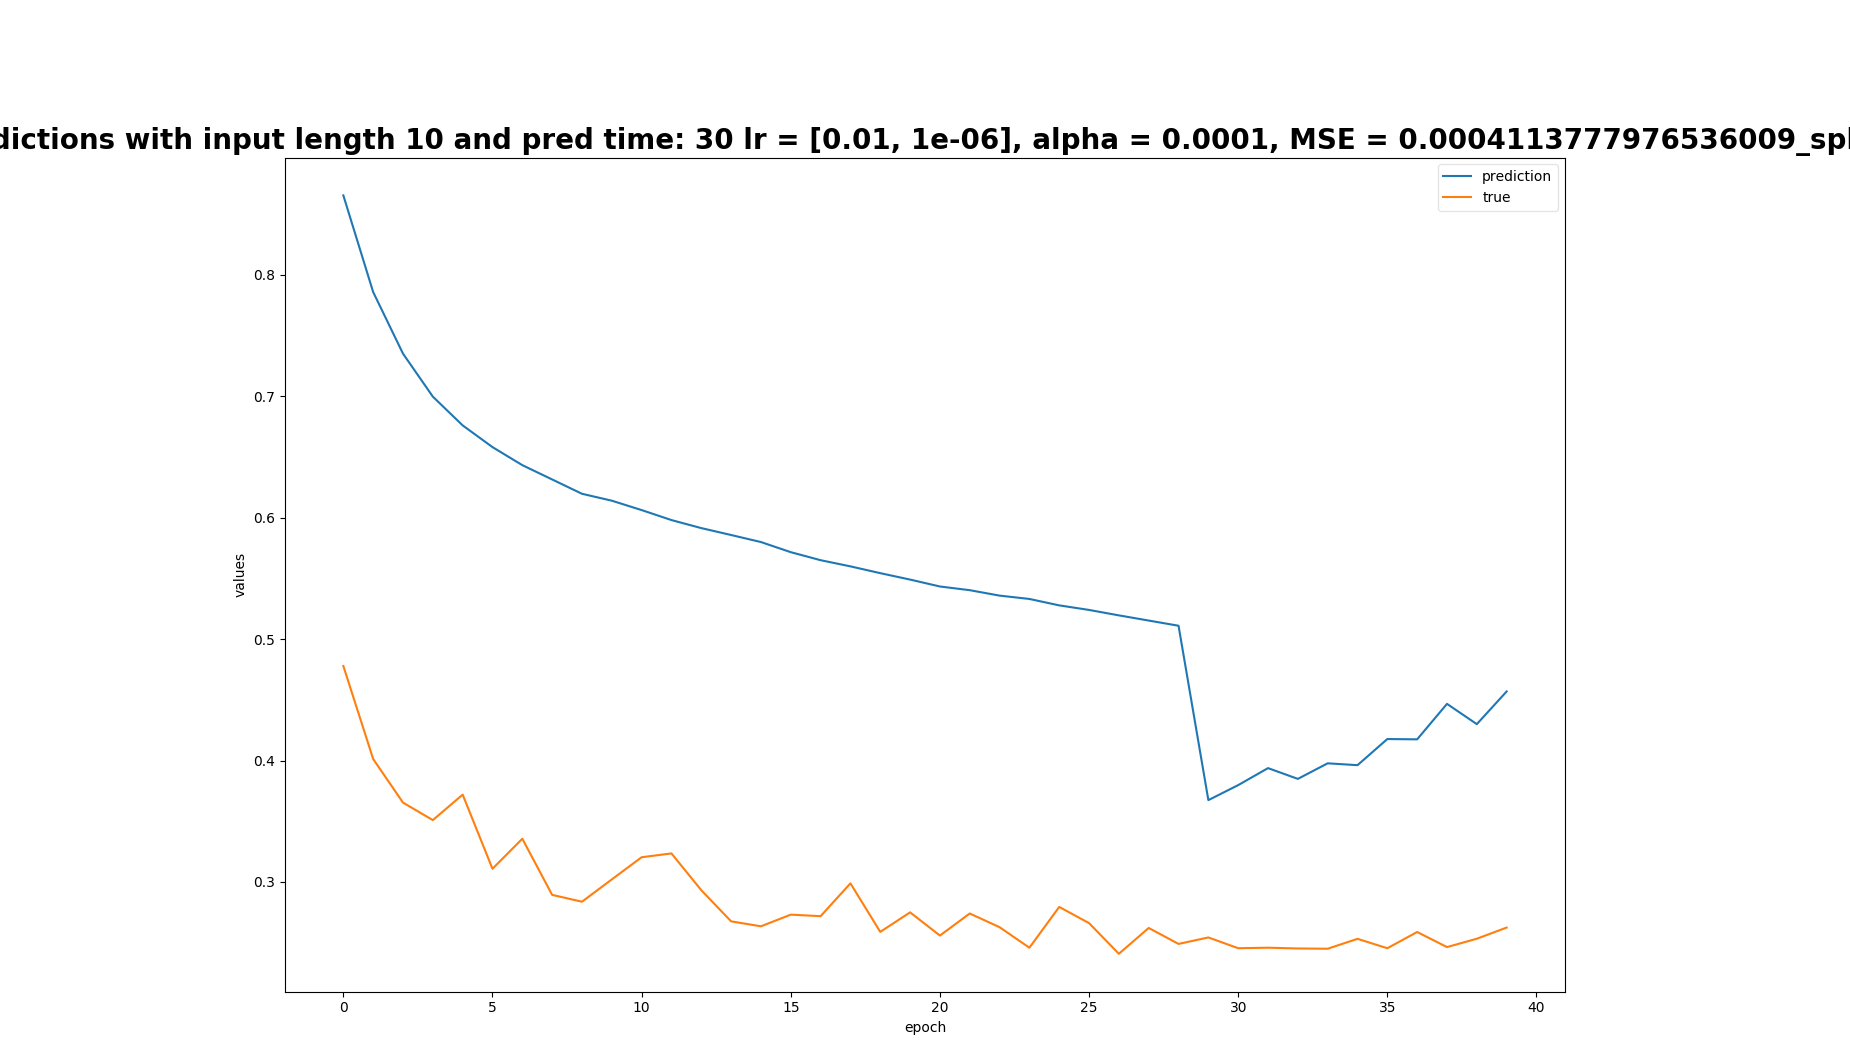 dictions with input length 10 and pred time: 30 lr = [0.01, 1e-06], alpha = 0.0001, MSE = 0.0004113777976536009_spl
prediction
true
0.8
0.7
0.6
0.5
0.4
0.3
values
0 5 10 15 20 25 30 35 40
epoch